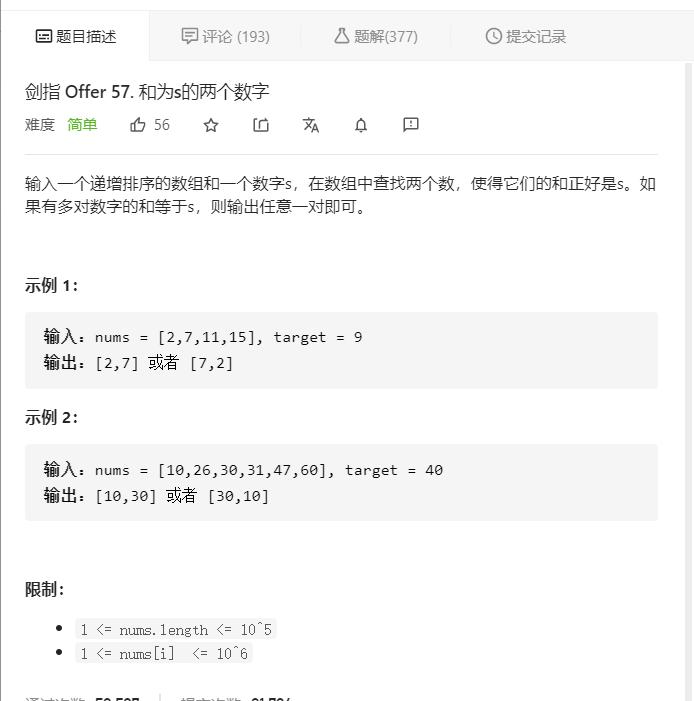 题目描述 评论 (193) 题解(377) 提交记录
剑指 Offer 57. 和为s的两个数字
难度 简单 56
输入一个递增排序的数组和一个数字s，在数组中查找两个数，使得它们的和正好是s。如
果有多对数字的和等于s，则输出任意一对即可。
示例 1：
输入：nums = [2,7,11,15], target = 9
输出：[2,7] 或者 [7,2]
示例 2：
输入：nums = [10,26,30,31,47,60], target = 40
输出：[10,30] 或者 [30,10]
限制：
1 <= nums.length <= 10^5
1 <= nums[i] <= 10^6